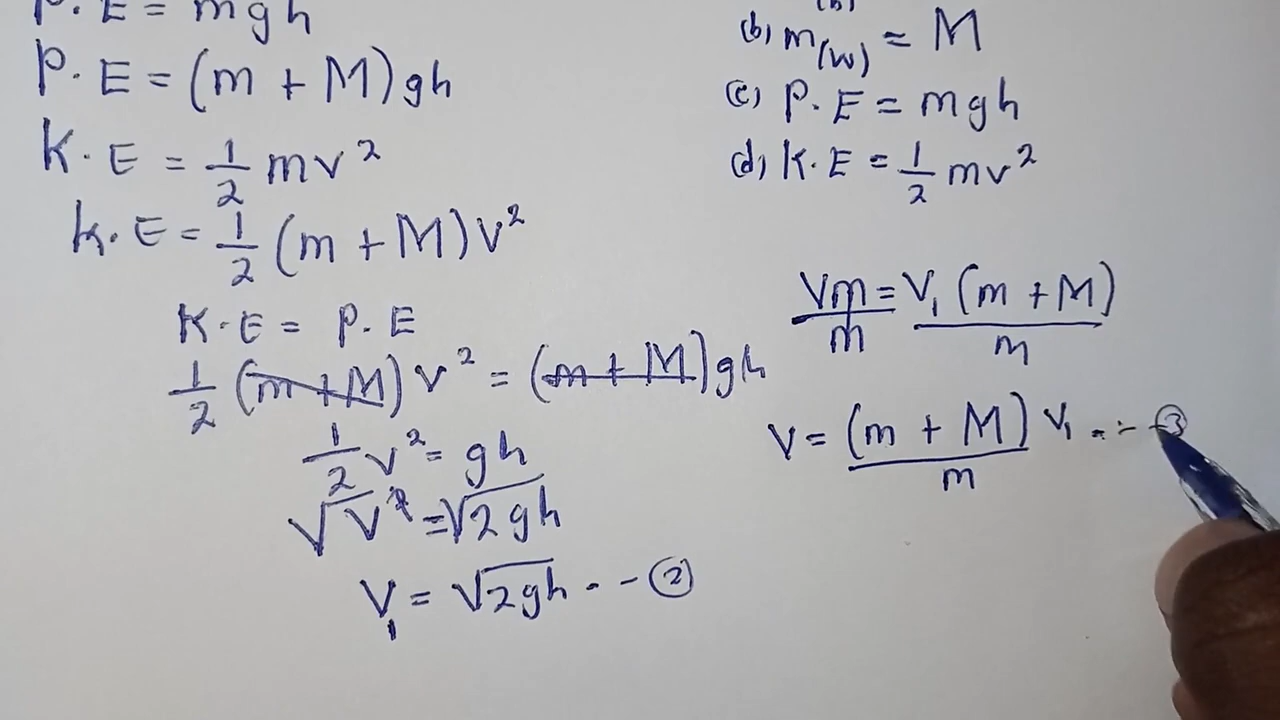 P. E = mgh
P. E = (m + M)gh
K. E = 1/2 mv²
K. E = 1/2 (m + M)V²
K.E = P. E
1/2 (m+M) v² = (m + M)gh
1/2 v² = gh
√V² = √2gh
V₁ = √2gh - - ②
(b) m(w) = M
(c) P. E = mgh
(d) K. E = 1/2 mv²
Vm/m = V₁ (m + M)/m
V = (m + M)/m V₁ - - - ③